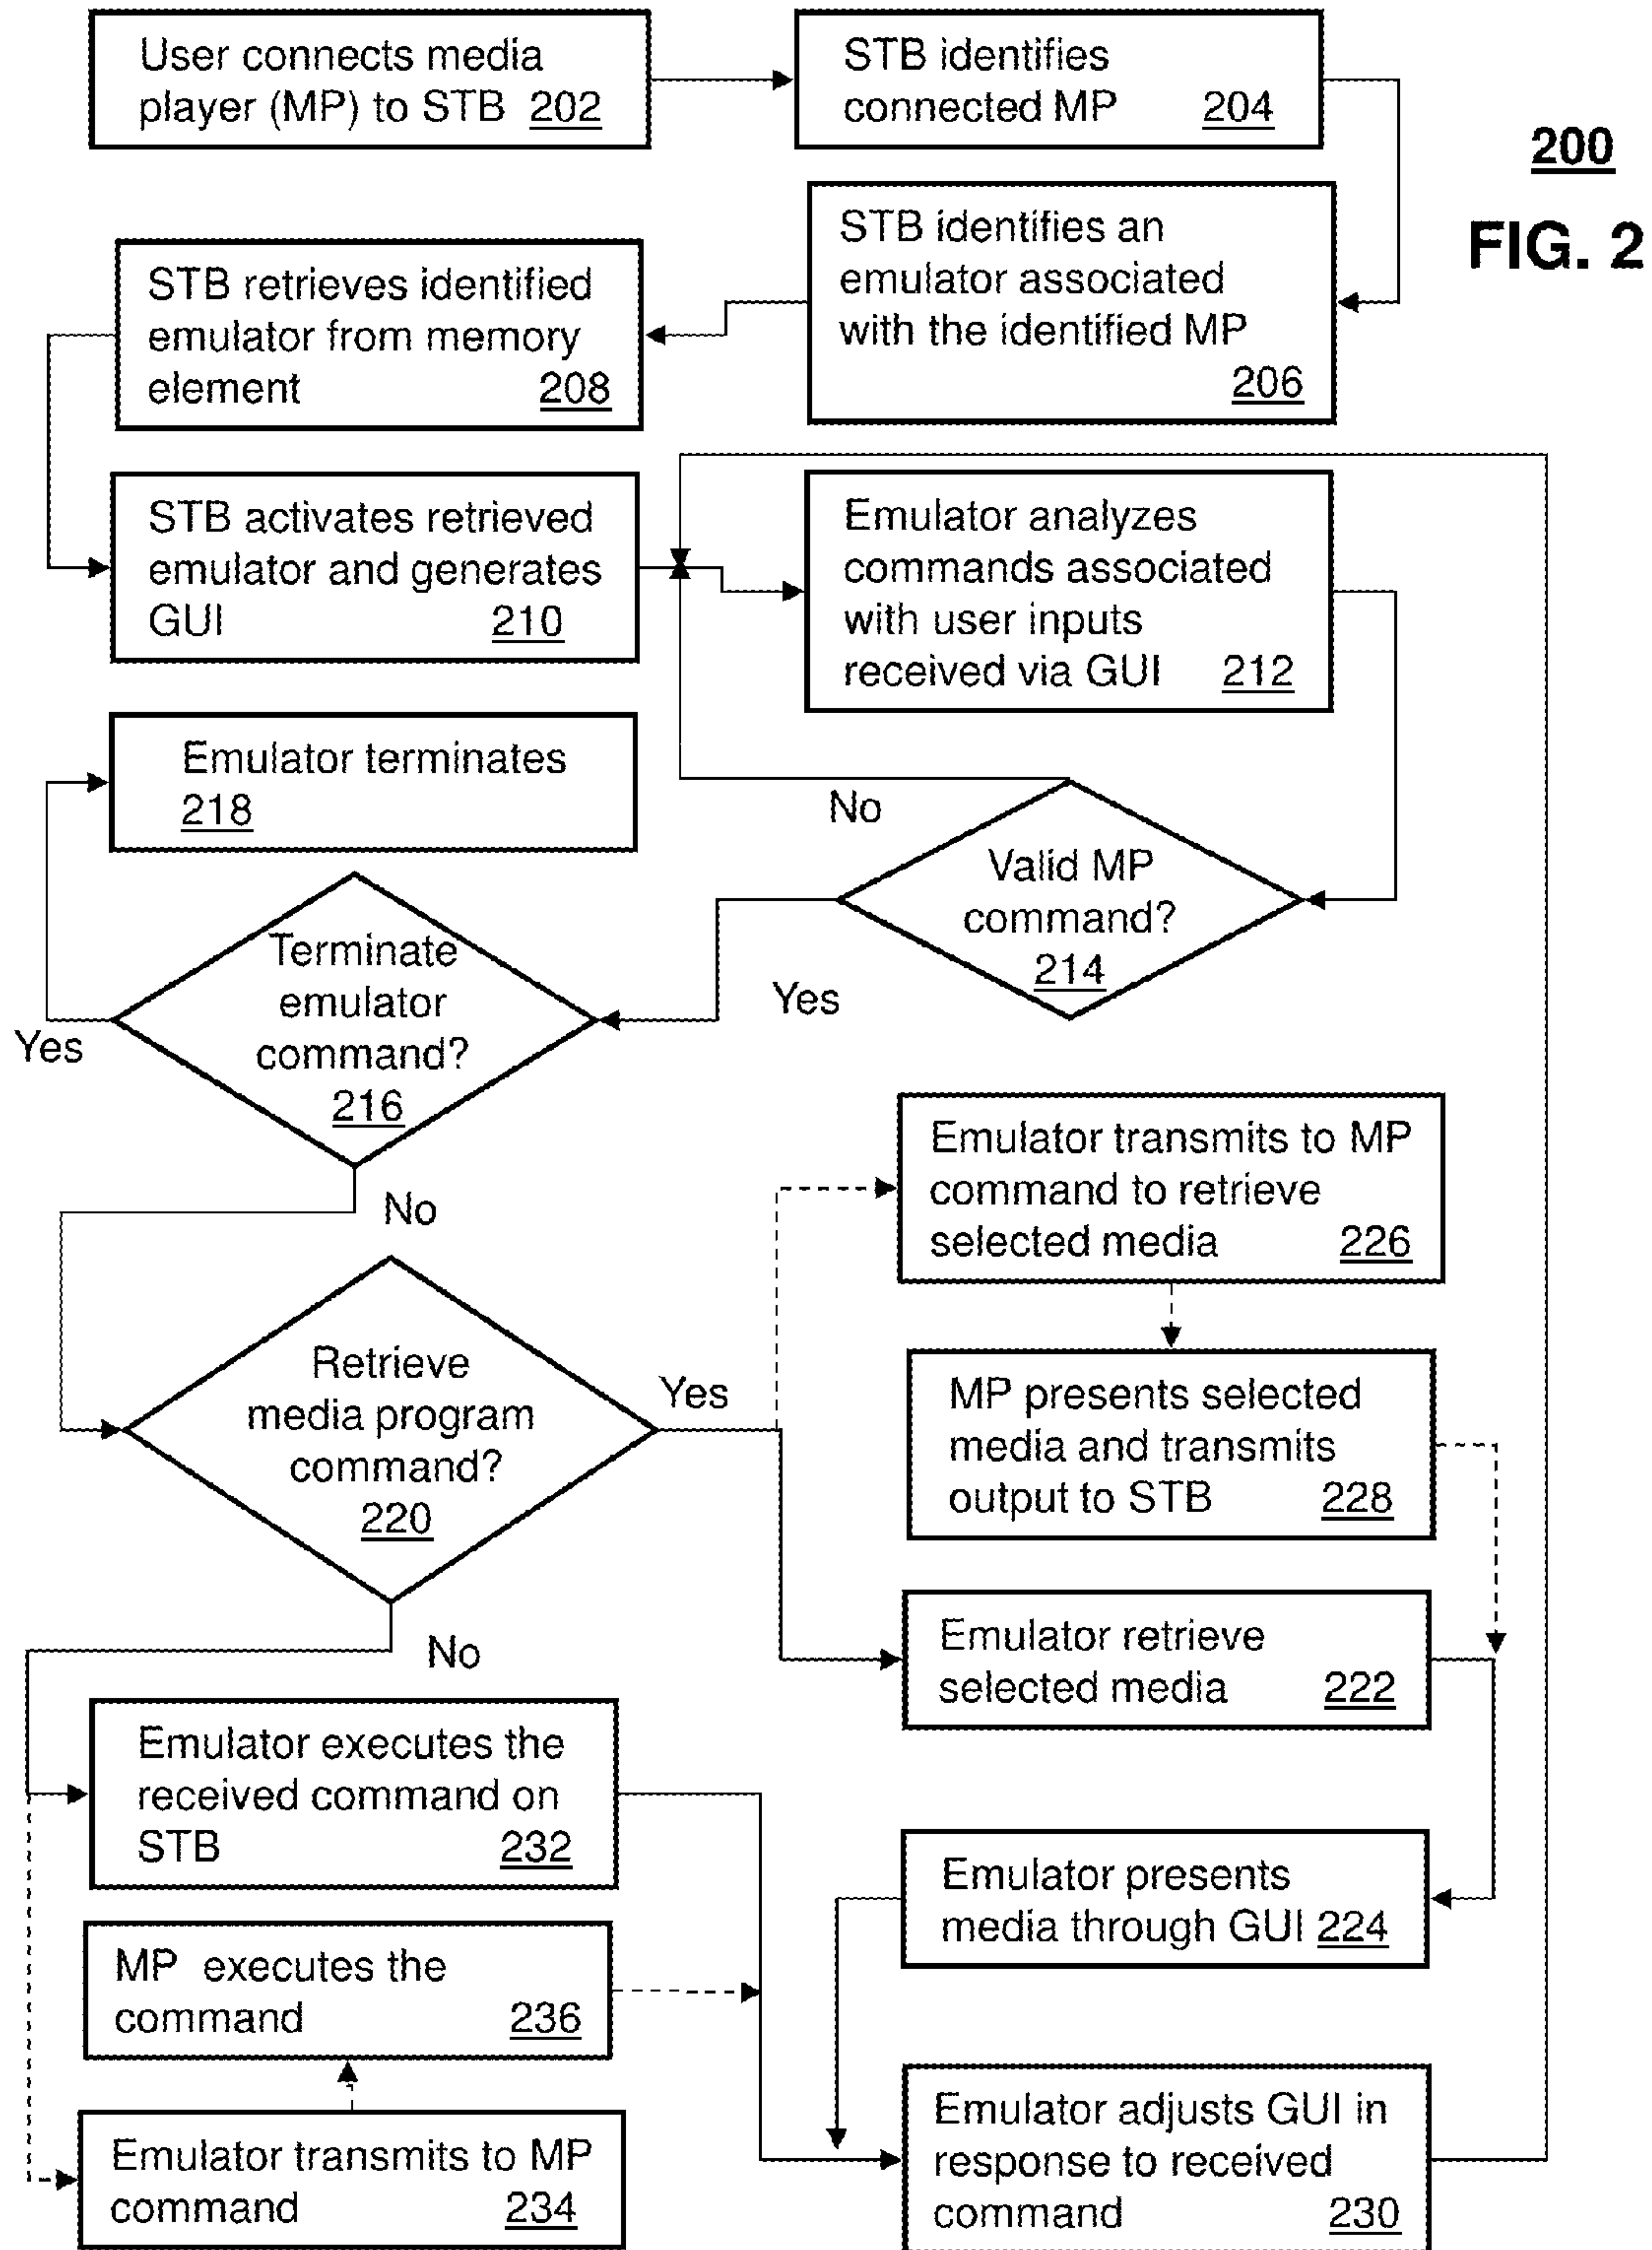 User connects media
player (MP) to STB 202
STB identifies
connected MP 204
200
FIG. 2
STB identifies an
emulator associated
with the identified MP
206
STB retrieves identified
emulator from memory
element 208
STB activates retrieved
emulator and generates
GUI 210
Emulator analyzes
commands associated
with user inputs
received via GUI 212
Emulator terminates
218
No
Valid MP
command?
214
Yes
Terminate
emulator
command?
216
Yes
No
Emulator transmits to MP
command to retrieve
selected media 226
Retrieve
media program
command?
220
Yes
MP presents selected
media and transmits
output to STB 228
No
Emulator retrieve
selected media 222
Emulator executes the
received command on
STB 232
Emulator presents
media through GUI 224
MP executes the
command 236
Emulator transmits to MP
command 234
Emulator adjusts GUI in
response to received
command 230